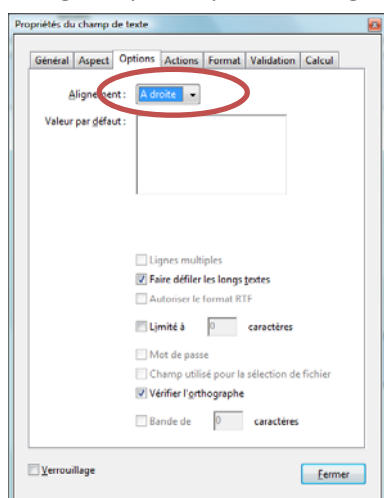 Propriétés du champ de texte
Général Aspect Options Actions Format Validation Calcul
Alignement : A droite
Valeur par défaut :
Lignes multiples
Faire défiler les longs textes
Autoriser le format RTF
Limité à 0 caractères
Mot de passe
Champ utilisé pour la sélection de fichier
Vérifier l'orthographe
Bande de 0 caractères
Verrouillage Fermer